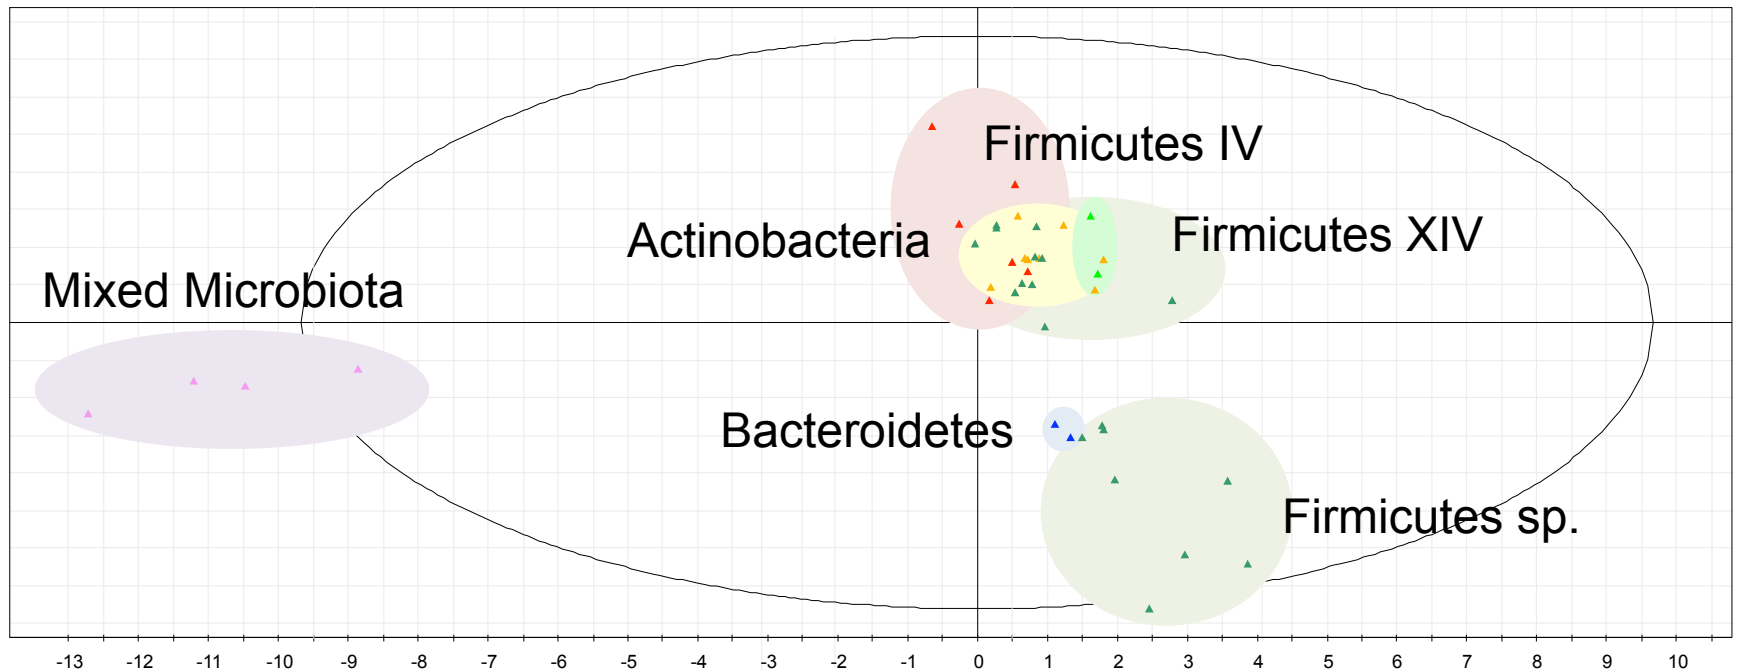 Firmicutes IV
Actinobacteria
Firmicutes XIV
Mixed Microbiota
Bacteroidetes
Firmicutes sp.
-13 -12 -11 -10 -9 -8 -7 -6 -5 -4 -3 -2 -1 0 1 2 3 4 5 6 7 8 9 10